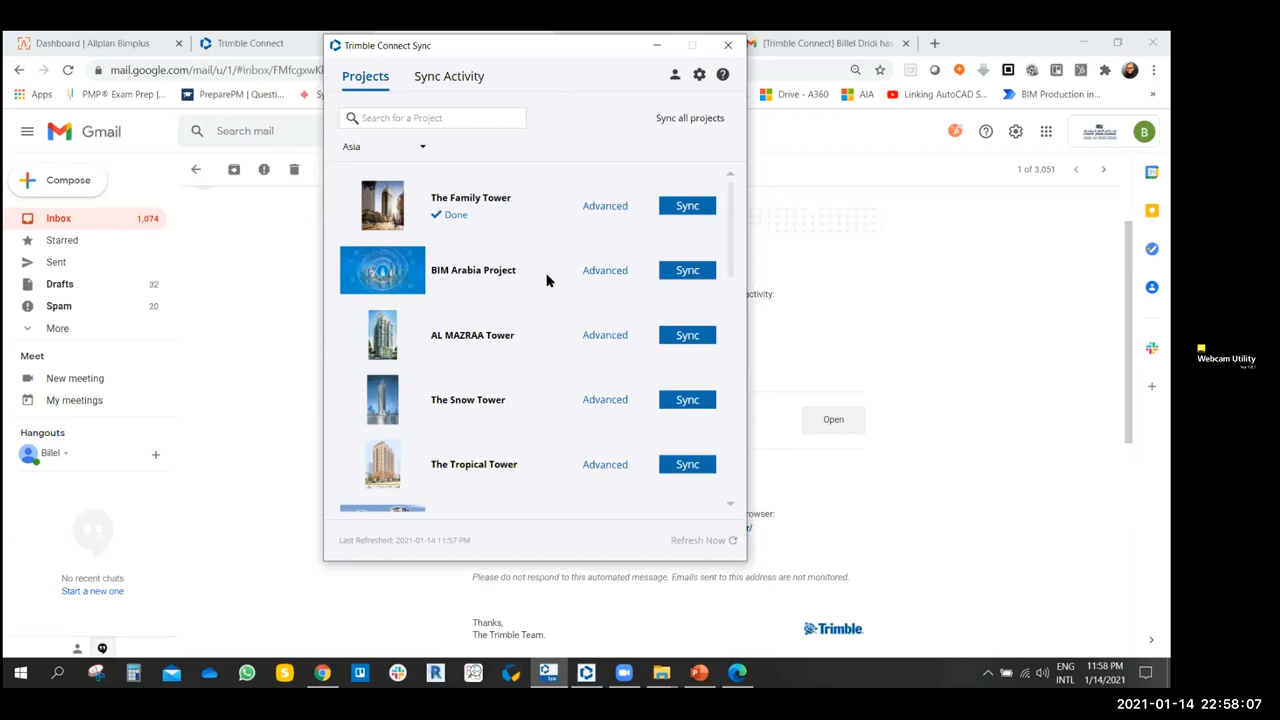 Dashboard | Allplan Bimplus
Trimble Connect
Trimble Connect Sync
[Trimble Connect] Billel Dridi has
mail.google.com/mail/u/1/#inbox/FMfcgxwK
Projects
Sync Activity
Apps
PMP® Exam Prep |...
PreparePM | Questi...
Drive - A360
AIA
Linking AutoCAD S...
BIM Production in...
»
Search for a Project
Sync all projects
Gmail
Search mail
B
Asia
Compose
1 of 3,051
The Family Tower
Done
Advanced
Sync
Inbox
1,074
Starred
Sent
BIM Arabia Project
Advanced
Sync
Drafts
32
Spam
20
More
ctivity:
AL MAZRAA Tower
Advanced
Sync
Meet
New meeting
My meetings
The Snow Tower
Advanced
Sync
Open
Hangouts
Billel
The Tropical Tower
Advanced
Sync
rowser:
Last Refreshed: 2021-01-14 11:57 PM
Refresh Now
No recent chats
Start a new one
Please do not respond to this automated message. Emails sent to this address are not monitored.
Thanks,
The Trimble Team.
Trimble
Webcam Utility
ENG
INTL
11:58 PM
1/14/2021
2021-01-14 22:58:07